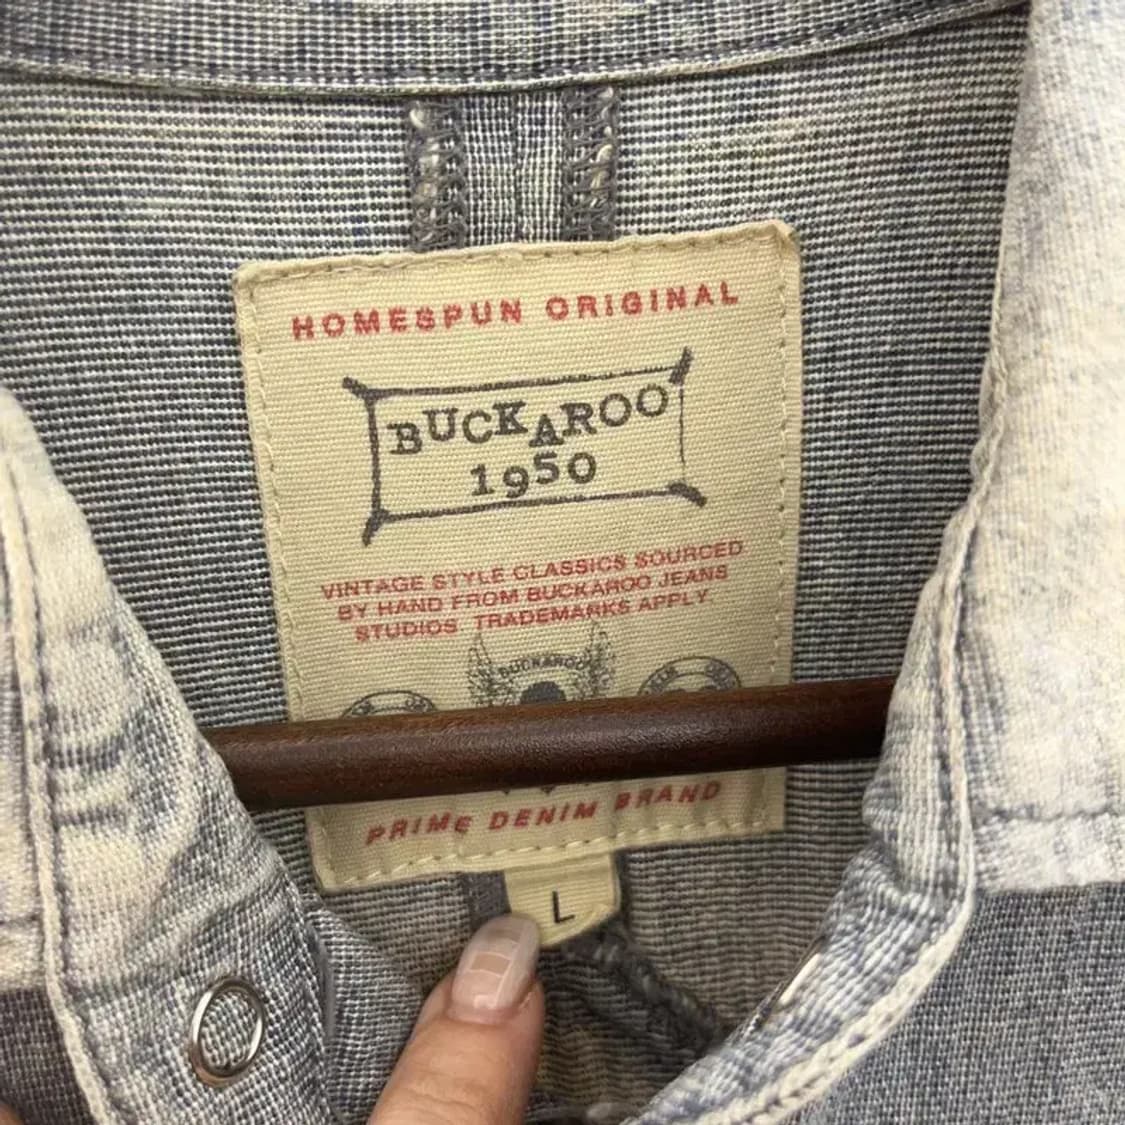 HOMESPUN ORIGINAL
BUCKAROO
1950
VINTAGE STYLE CLASSICS SOURCED
BY HAND FROM BUCKAROO JEANS
STUDIOS TRADEMARKS APPLY
BUCKAROO
PRIME DENIM BRAND
L